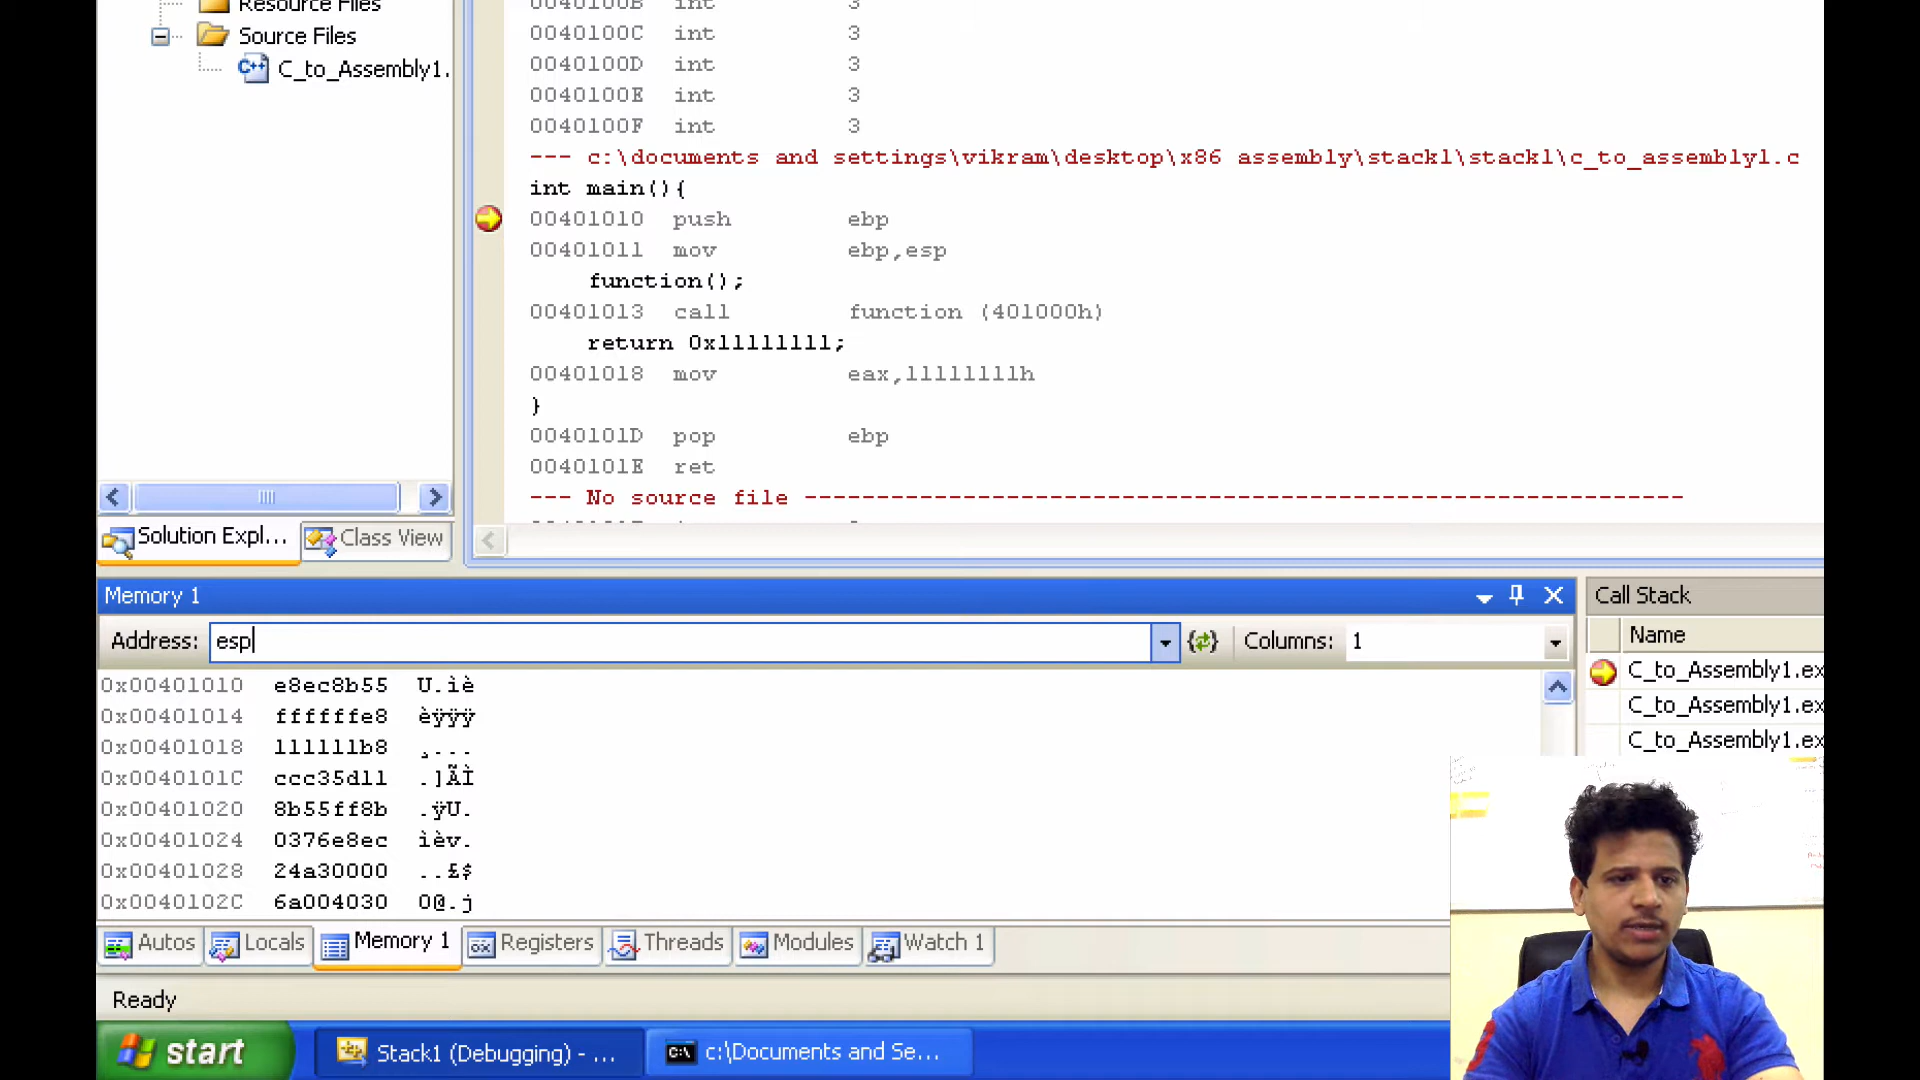 Resource Files
Source Files
C_to_Assembly1.
0040100B int 3
0040100C int 3
0040100D int 3
0040100E int 3
0040100F int 3
--- c:\documents and settings\vikram\desktop\x86 assembly\stack1\stack1\c_to_assembly1.c
int main(){
00401010 push ebp
00401011 mov ebp,esp
function();
00401013 call function (401000h)
return 0x11111111;
00401018 mov eax,11111111h
}
0040101D pop ebp
0040101E ret
--- No source file -------------------------------------------------------------
Solution Expl...
Class View
Memory 1
Address: esp
Columns: 1
0x00401010 e8ec8b55 U.ìè
0x00401014 ffffffe8 èÿÿÿ
0x00401018 111111b8 ¸...
0x0040101C ccc35d11 .]ÃÌ
0x00401020 8b55ff8b .ÿU.
0x00401024 0376e8ec ìèv.
0x00401028 24a30000 ..£$
0x0040102C 6a004030 0@.j
Call Stack
Name
C_to_Assembly1.ex
C_to_Assembly1.ex
C_to_Assembly1.ex
Autos
Locals
Memory 1
Registers
Threads
Modules
Watch 1
Ready
start
Stack1 (Debugging) - ...
c:\Documents and Se...